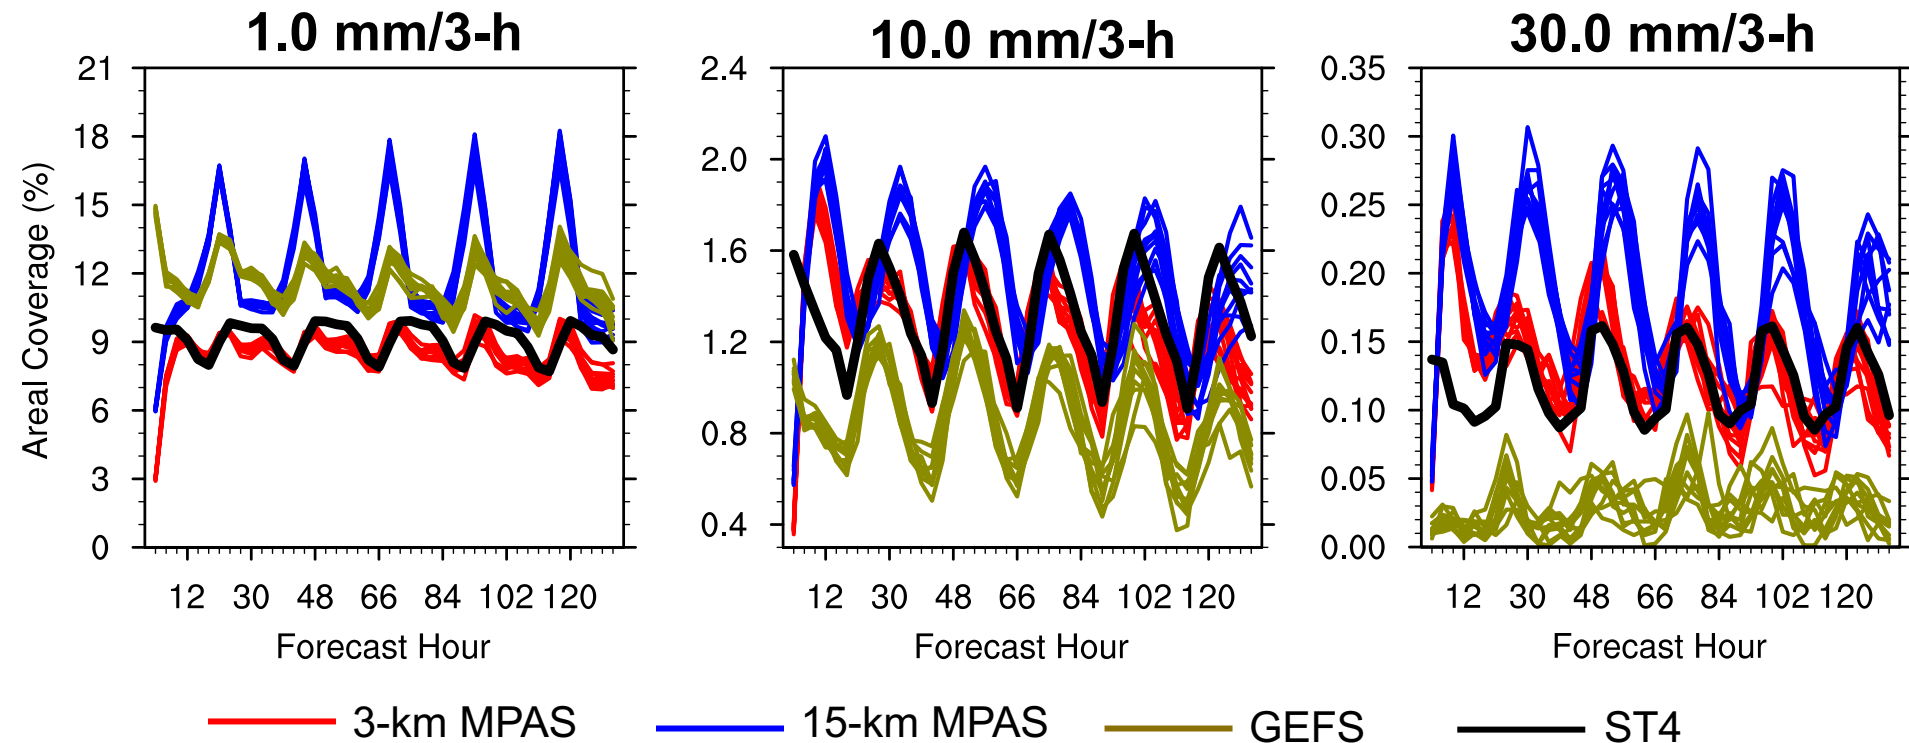 1.0 mm/3-h
10.0 mm/3-h
30.0 mm/3-h
Areal Coverage (%)
21
18
15
12
9
6
3
0
12 30 48 66 84 102 120
Forecast Hour
2.4
2.0
1.6
1.2
0.8
0.4
12 30 48 66 84 102 120
Forecast Hour
0.35
0.30
0.25
0.20
0.15
0.10
0.05
0.00
12 30 48 66 84 102 120
Forecast Hour
3-km MPAS
15-km MPAS
GEFS
ST4